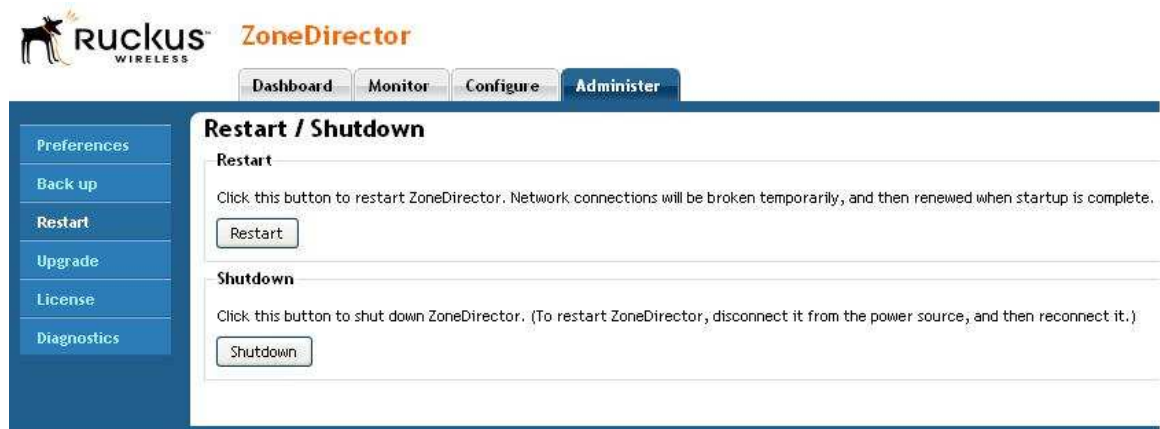 RUCKUS™ ZoneDirector
WIRELESS
Dashboard Monitor Configure Administer
Restart / Shutdown
Preferences
Restart
Back up
Click this button to restart ZoneDirector. Network connections will be broken temporarily, and then renewed when startup is complete.
Restart
Restart
Upgrade
Shutdown
License
Click this button to shut down ZoneDirector. (To restart ZoneDirector, disconnect it from the power source, and then reconnect it.)
Diagnostics
Shutdown